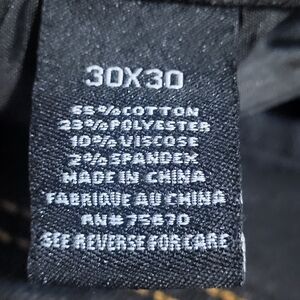 30X30
65%COTTON
23%POLYESTER
10%VISCOSE
2%SPANDEX
MADE IN CHINA
FABRIQUE AU CHINA
RN#75670
SEE REVERSE FOR CARE